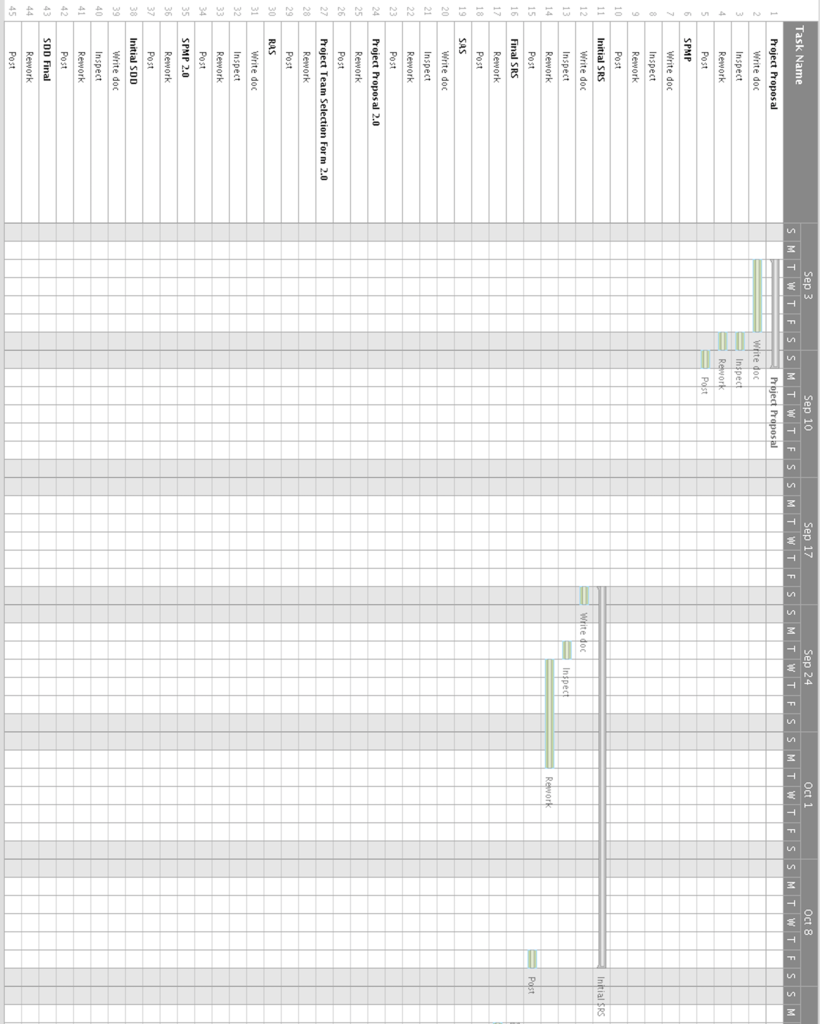 Task Name Sep 3 Sep 10 Sep 17 Sep 24 Oct 1 Oct 8
S M T W T F S S M T W T F S S M T W T F S S M T W T F S S M T W T F S S M T W T F S S M
1 Project Proposal Project Proposal
2 Write doc Write doc
3 Inspect Inspect
4 Rework Rework
5 Post Post
6 SPMP
7 Write doc
8 Inspect
9 Rework
10 Post
11 Initial SRS Initial SRS
12 Write doc Write doc
13 Inspect Inspect
14 Rework Rework
15 Post Post
16 Final SRS
17 Rework
18 Post
19 SAS
20 Write doc
21 Inspect
22 Rework
23 Post
24 Project Proposal 2.0
25 Rework
26 Post
27 Project Team Selection Form 2.0
28 Rework
29 Post
30 RAS
31 Write doc
32 Inspect
33 Rework
34 Post
35 SPMP 2.0
36 Rework
37 Post
38 Initial SDD
39 Write doc
40 Inspect
41 Rework
42 Post
43 SDD Final
44 Rework
45 Post